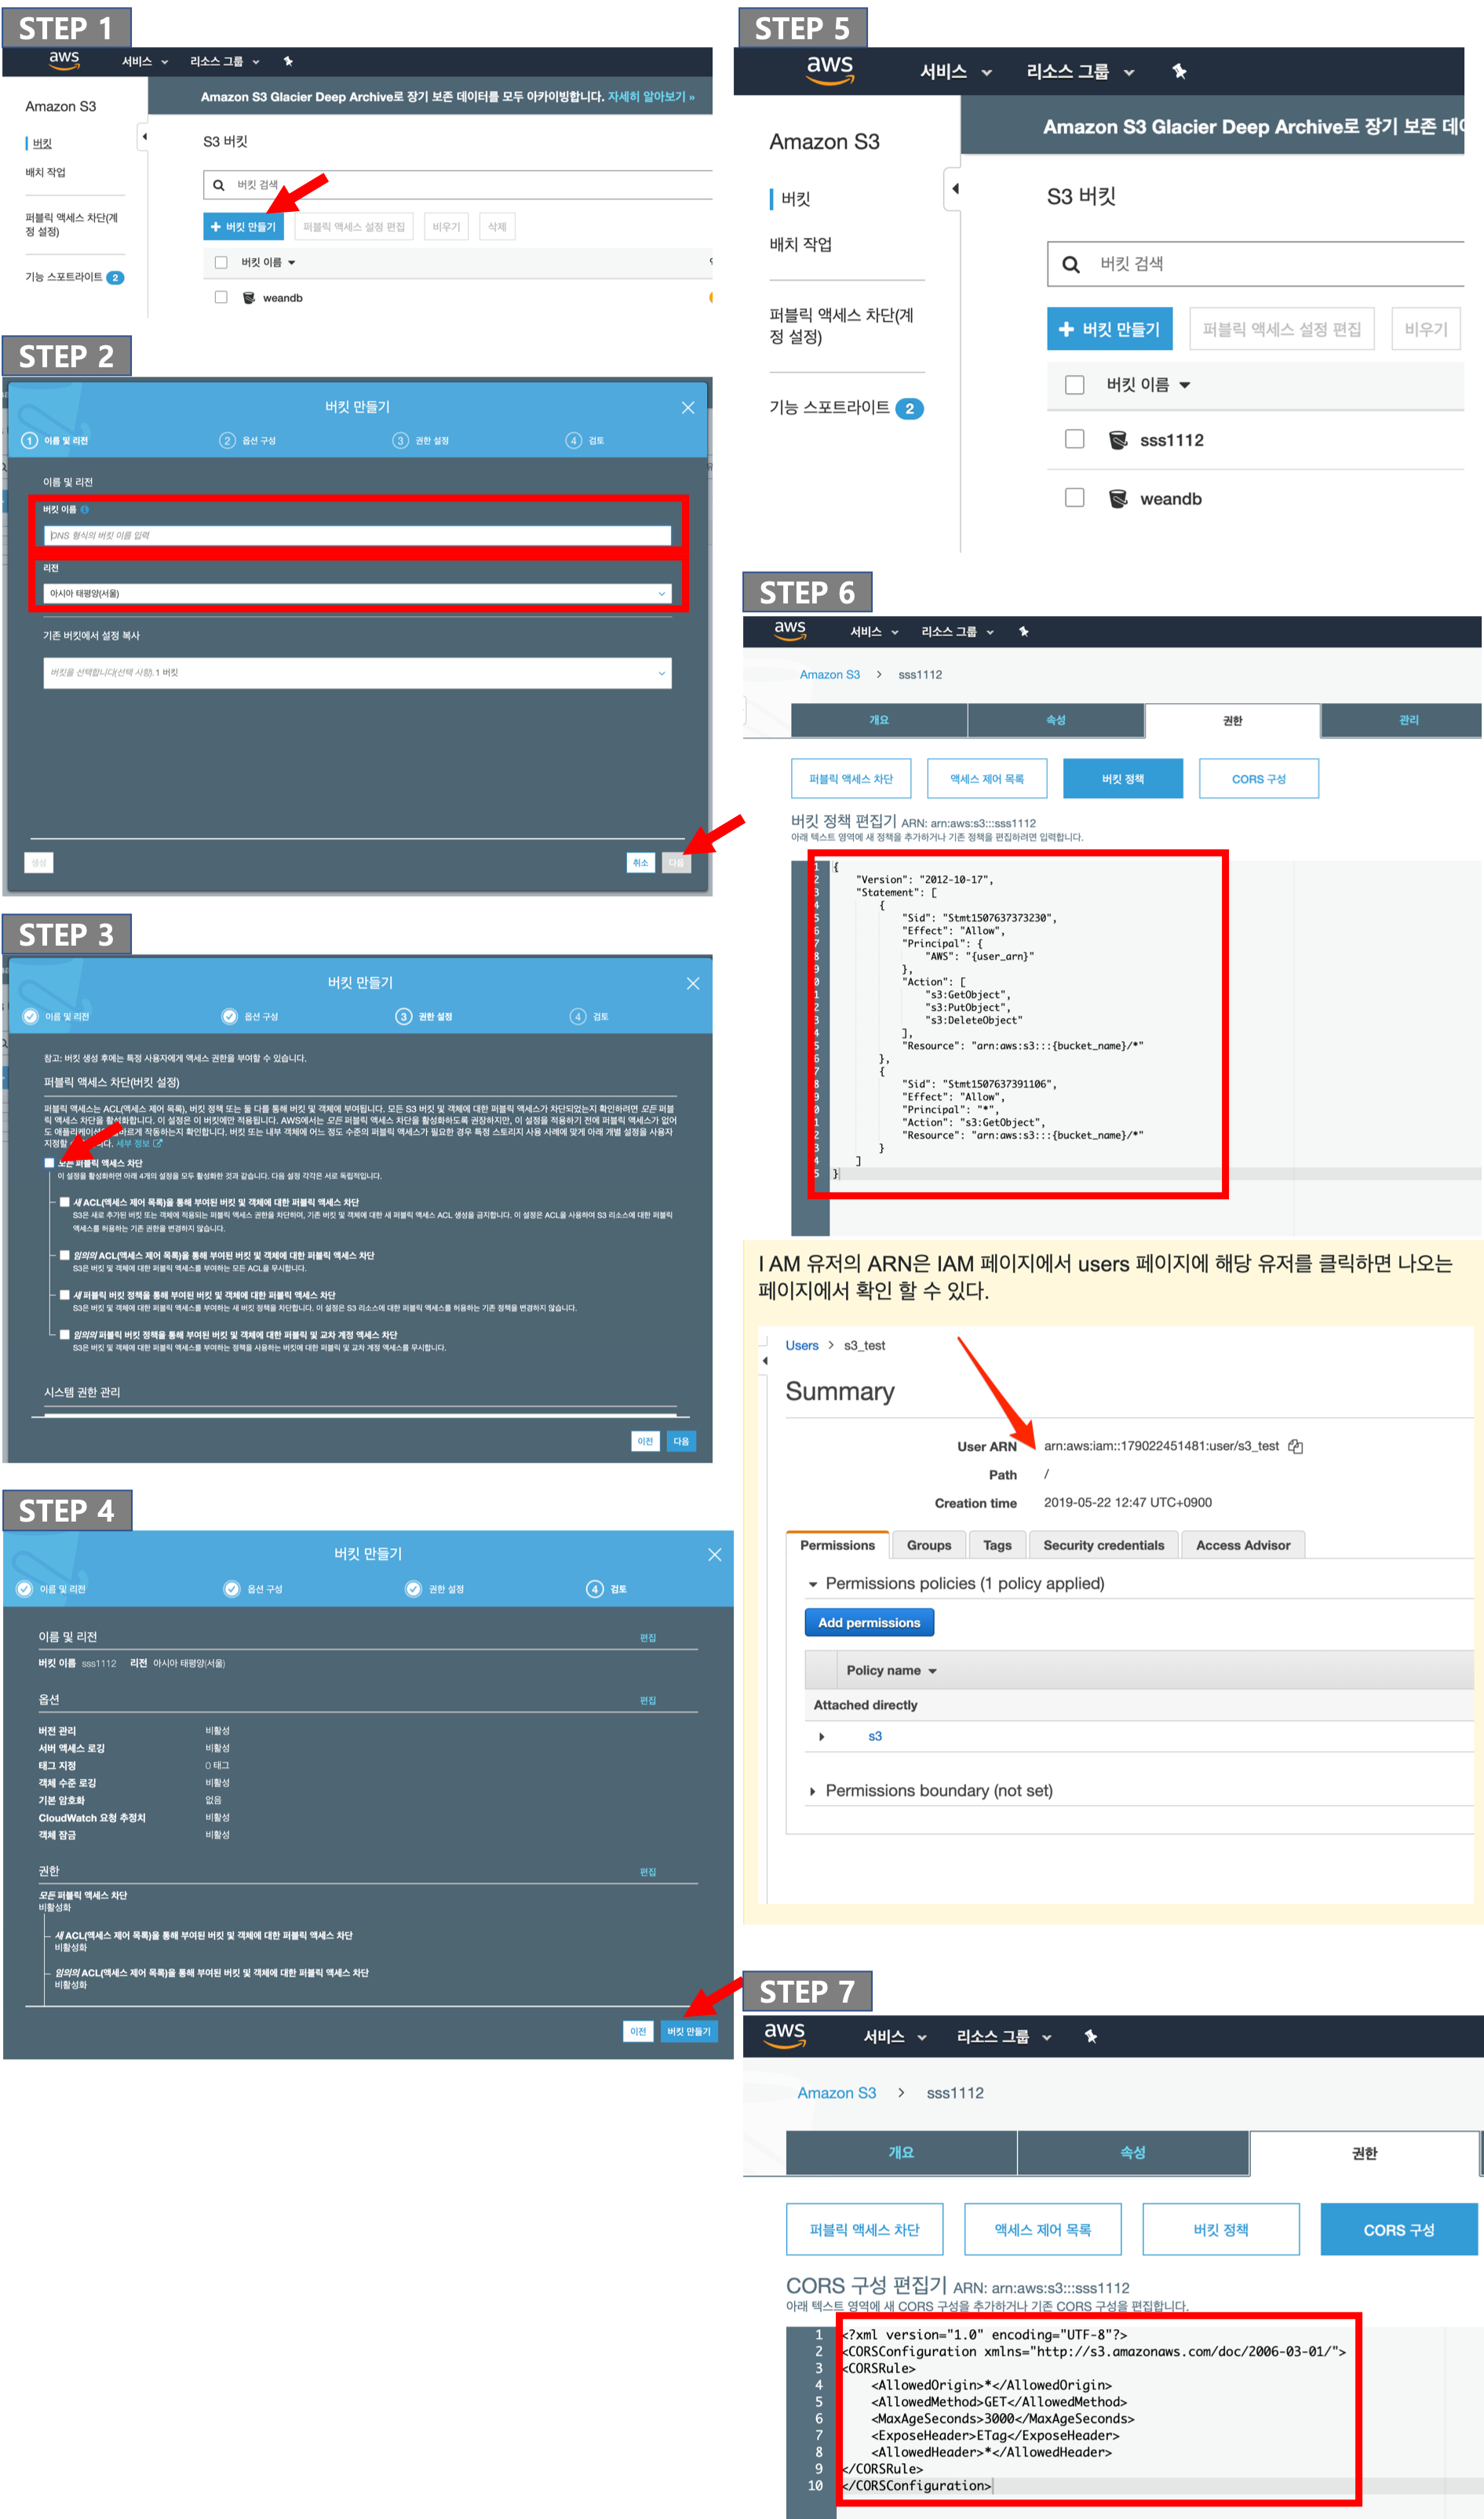 STEP 1
aws 서비스 리소스 그룹
Amazon S3
버킷
배치 작업
퍼블릭 액세스 차단(계
정 설정)
기능 스포트라이트 2
Amazon S3 Glacier Deep Archive로 장기 보존 데이터를 모두 아카이빙합니다. 자세히 알아보기 »
S3 버킷
버킷 검색
버킷 만들기 퍼블릭 액세스 설정 편집 비우기 삭제
버킷 이름
weandb
STEP 2
버킷 만들기
1 이름 및 리전 2 옵션 구성 3 권한 설정 4 검토
이름 및 리전
버킷 이름
DNS 형식의 버킷 이름 입력
리전
아시아 태평양(서울)
기존 버킷에서 설정 복사
버킷을 선택합니다(선택 사항). 1 버킷
생성 취소 다음
STEP 3
버킷 만들기
이름 및 리전 옵션 구성 3 권한 설정 4 검토
참고: 버킷 생성 후에는 특정 사용자에게 액세스 권한을 부여할 수 있습니다.
퍼블릭 액세스 차단(버킷 설정)
퍼블릭 액세스는 ACL(액세스 제어 목록), 버킷 정책 또는 둘 다를 통해 버킷 및 객체에 부여됩니다. 모든 S3 버킷 및 객체에 대한 퍼블릭 액세스가 차단되었는지 확인하려면 모든 퍼블
릭 액세스 차단을 활성화합니다. 이 설정은 이 버킷에만 적용됩니다. AWS에서는 모든 퍼블릭 액세스 차단을 활성화하도록 권장하지만, 이 설정을 적용하기 전에 퍼블릭 액세스가 없어
도 애플리케이션 바르게 작동하는지 확인합니다. 버킷 또는 내부 객체에 어느 정도 수준의 퍼블릭 액세스가 필요한 경우 특정 스토리지 사용 사례에 맞게 아래 개별 설정을 사용자
지정할 니다. 세부 정보
모든 퍼블릭 액세스 차단
이 설정을 활성화하면 아래 4개의 설정을 모두 활성화한 것과 같습니다. 다음 설정 각각은 서로 독립적입니다.
새 ACL(액세스 제어 목록)을 통해 부여된 버킷 및 객체에 대한 퍼블릭 액세스 차단
S3은 새로 추가된 버킷 또는 객체에 적용되는 퍼블릭 액세스 권한을 차단하며, 기존 버킷 및 객체에 대한 새 퍼블릭 액세스 ACL 생성을 금지합니다. 이 설정은 ACL을 사용하여 S3 리소스에 대한 퍼블릭
액세스를 허용하는 기존 권한을 변경하지 않습니다.
임의의 ACL(액세스 제어 목록)을 통해 부여된 버킷 및 객체에 대한 퍼블릭 액세스 차단
S3은 버킷 및 객체에 대한 퍼블릭 액세스를 부여하는 모든 ACL을 무시합니다.
새 퍼블릭 버킷 정책을 통해 부여된 버킷 및 객체에 대한 퍼블릭 액세스 차단
S3은 버킷 및 객체에 대한 퍼블릭 액세스를 부여하는 새 버킷 정책을 차단합니다. 이 설정은 S3 리소스에 대한 퍼블릭 액세스를 허용하는 기존 정책을 변경하지 않습니다.
임의의 퍼블릭 버킷 정책을 통해 부여된 버킷 및 객체에 대한 퍼블릭 및 교차 계정 액세스 차단
S3은 버킷 및 객체에 대한 퍼블릭 액세스를 부여하는 정책을 사용하는 버킷에 대한 퍼블릭 및 교차 계정 액세스를 무시합니다.
시스템 권한 관리
이전 다음
STEP 4
버킷 만들기
이름 및 리전 옵션 구성 권한 설정 4 검토
이름 및 리전 편집
버킷 이름 sss1112 리전 아시아 태평양(서울)
옵션 편집
버전 관리 비활성
서버 액세스 로깅 비활성
태그 지정 0 태그
객체 수준 로깅 비활성
기본 암호화 없음
CloudWatch 요청 추정치 비활성
객체 잠금 비활성
권한 편집
모든 퍼블릭 액세스 차단
비활성화
새 ACL(액세스 제어 목록)을 통해 부여된 버킷 및 객체에 대한 퍼블릭 액세스 차단
비활성화
임의의 ACL(액세스 제어 목록)을 통해 부여된 버킷 및 객체에 대한 퍼블릭 액세스 차단
비활성화
이전 버킷 만들기
STEP 5
aws 서비스 리소스 그룹
Amazon S3
버킷
배치 작업
퍼블릭 액세스 차단(계
정 설정)
기능 스포트라이트 2
Amazon S3 Glacier Deep Archive로 장기 보존 데이
S3 버킷
버킷 검색
버킷 만들기 퍼블릭 액세스 설정 편집 비우기
버킷 이름
sss1112
weandb
STEP 6
aws 서비스 리소스 그룹
Amazon S3 > sss1112
개요 속성 권한 관리
퍼블릭 액세스 차단 액세스 제어 목록 버킷 정책 CORS 구성
버킷 정책 편집기 ARN: arn:aws:s3:::sss1112
아래 텍스트 영역에 새 정책을 추가하거나 기존 정책을 편집하려면 입력합니다.
1 {
2 "Version": "2012-10-17",
3 "Statement": [
4 {
5 "Sid": "Stmt1507637373230",
6 "Effect": "Allow",
7 "Principal": {
8 "AWS": "{user_arn}"
9 },
0 "Action": [
1 "s3:GetObject",
2 "s3:PutObject",
3 "s3:DeleteObject"
4 ],
5 "Resource": "arn:aws:s3:::{bucket_name}/*"
6 },
7 {
8 "Sid": "Stmt1507637391106",
9 "Effect": "Allow",
0 "Principal": "*",
1 "Action": "s3:GetObject",
2 "Resource": "arn:aws:s3:::{bucket_name}/*"
3 }
4 ]
5 }
I AM 유저의 ARN은 IAM 페이지에서 users 페이지에 해당 유저를 클릭하면 나오는
페이지에서 확인 할 수 있다.
Users > s3_test
Summary
User ARN arn:aws:iam::179022451481:user/s3_test
Path /
Creation time 2019-05-22 12:47 UTC+0900
Permissions Groups Tags Security credentials Access Advisor
Permissions policies (1 policy applied)
Add permissions
Policy name
Attached directly
s3
Permissions boundary (not set)
STEP 7
aws 서비스 리소스 그룹
Amazon S3 > sss1112
개요 속성 권한
퍼블릭 액세스 차단 액세스 제어 목록 버킷 정책 CORS 구성
CORS 구성 편집기 ARN: arn:aws:s3:::sss1112
아래 텍스트 영역에 새 CORS 구성을 추가하거나 기존 CORS 구성을 편집합니다.
1 <?xml version="1.0" encoding="UTF-8"?>
2 <CORSConfiguration xmlns="http://s3.amazonaws.com/doc/2006-03-01/">
3 <CORSRule>
4 <AllowedOrigin>*</AllowedOrigin>
5 <AllowedMethod>GET</AllowedMethod>
6 <MaxAgeSeconds>3000</MaxAgeSeconds>
7 <ExposeHeader>ETag</ExposeHeader>
8 <AllowedHeader>*</AllowedHeader>
9 </CORSRule>
10 </CORSConfiguration>